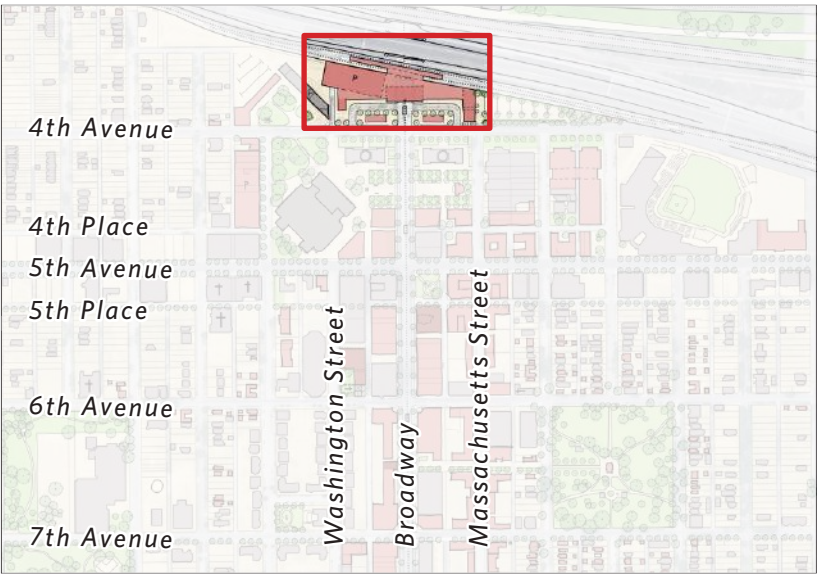 P
4th Avenue
P
4th Place
5th Avenue
5th Place
6th Avenue
7th Avenue
Washington Street
Broadway
Massachusetts Street